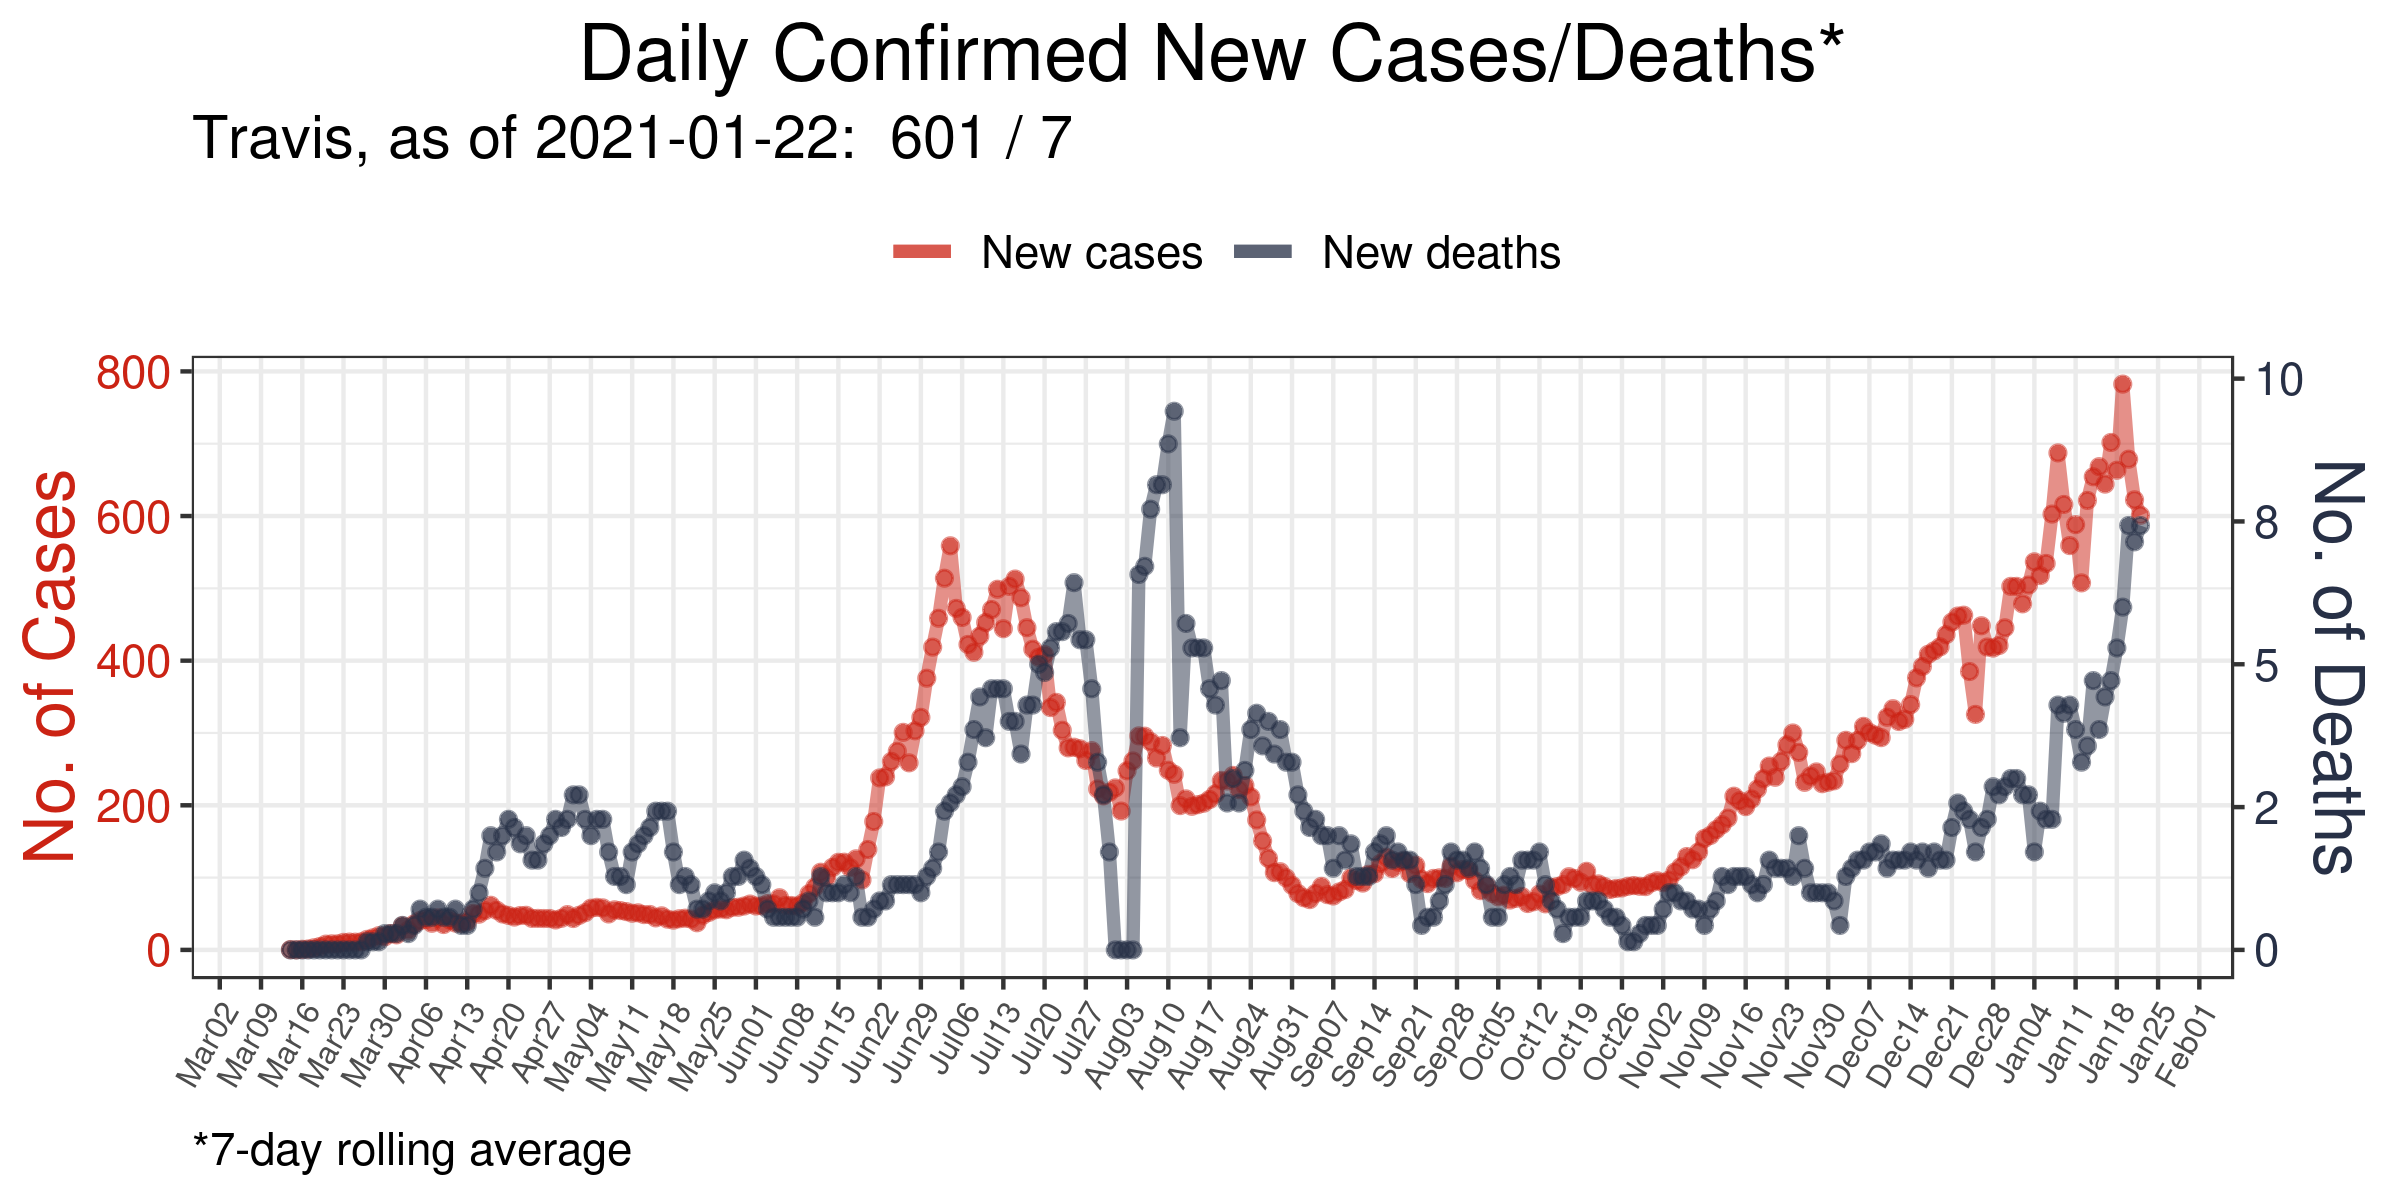 Daily Confirmed New Cases/Deaths*
Travis, as of 2021-01-22:  601 / 7
New cases New deaths
No. of Cases
800
600
400
200
0
10
8
5
2
0
No. of Deaths
Mar02 Mar09 Mar16 Mar23 Mar30 Apr06 Apr13 Apr20 Apr27 May04 May11 May18 May25 Jun01 Jun08 Jun15 Jun22 Jun29 Jul06 Jul13 Jul20 Jul27 Aug03 Aug10 Aug17 Aug24 Aug31 Sep07 Sep14 Sep21 Sep28 Oct05 Oct12 Oct19 Oct26 Nov02 Nov09 Nov16 Nov23 Nov30 Dec07 Dec14 Dec21 Dec28 Jan04 Jan11 Jan18 Jan25 Feb01
*7-day rolling average